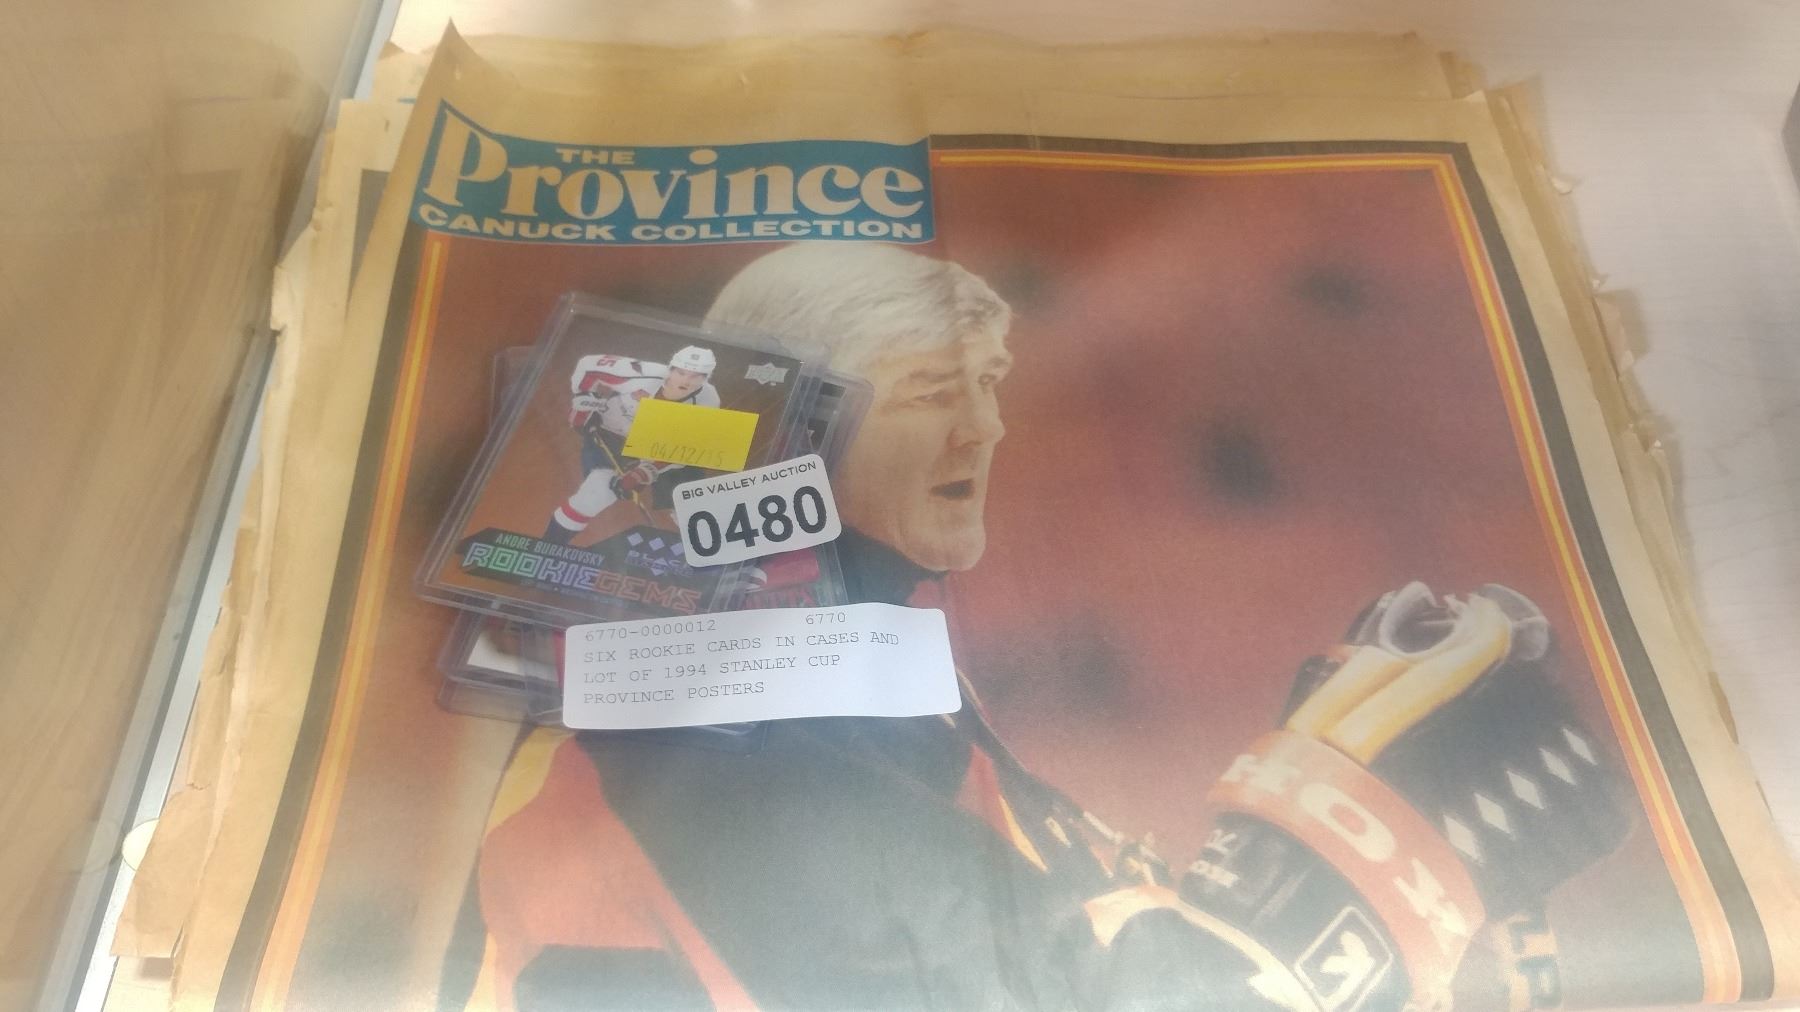 THE
Province
CANUCK COLLECTION
04/12/15
BIG VALLEY AUCTION
0480
ANDRE BURAKOVSKY
ROOKIE GEMS
6770-0000012 6770
SIX ROOKIE CARDS IN CASES AND
LOT OF 1994 STANLEY CUP
PROVINCE POSTERS